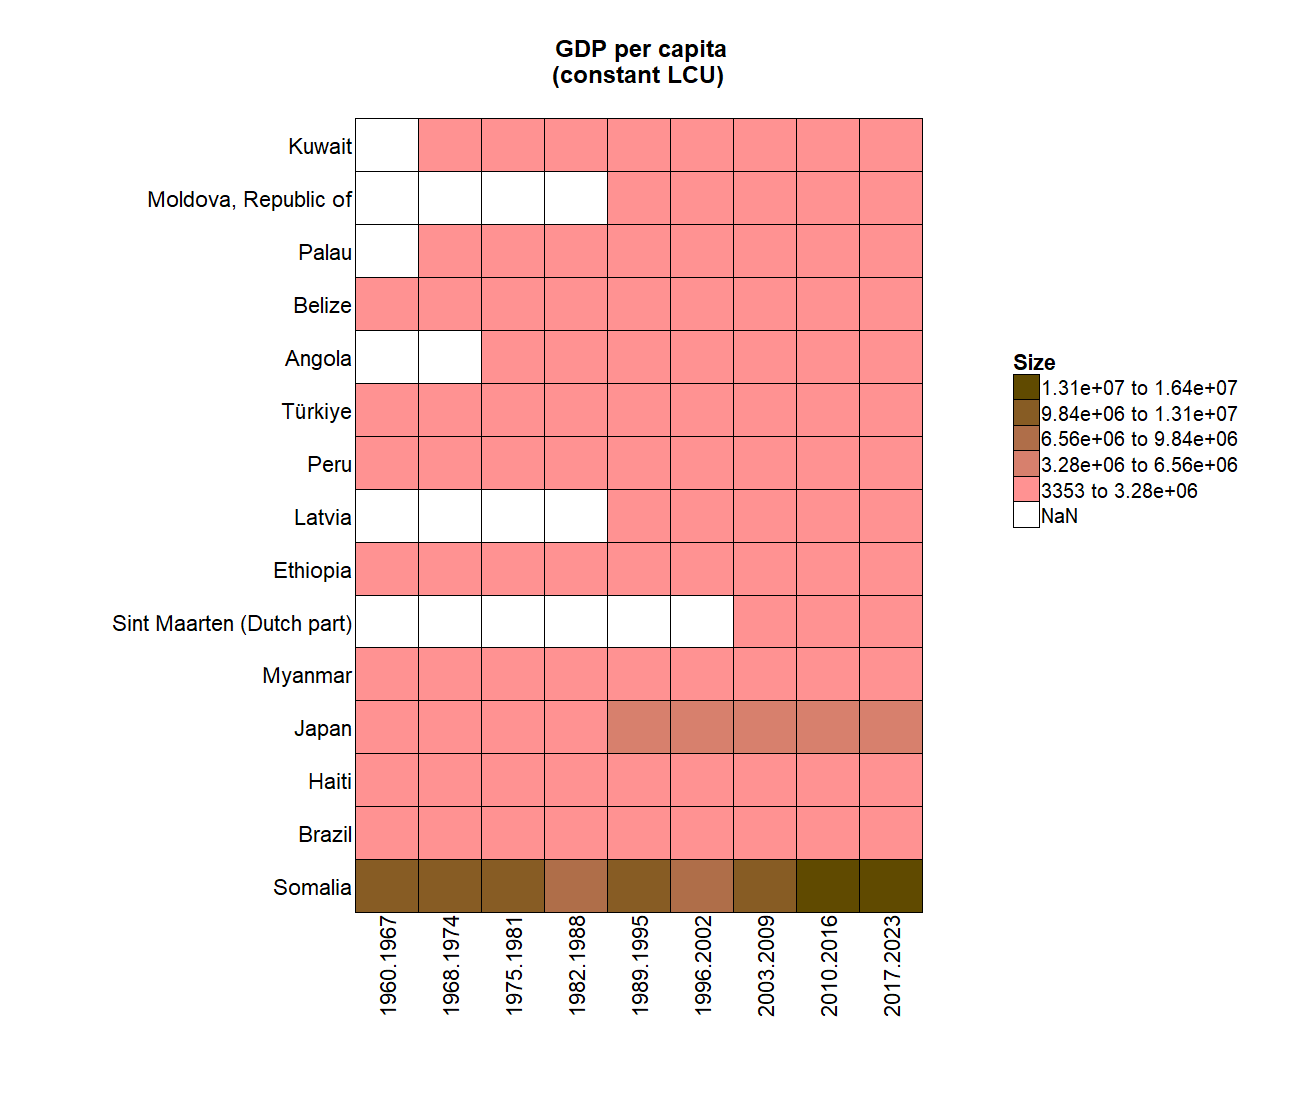 GDP per capita
(constant LCU)
Kuwait
Moldova, Republic of
Palau
Belize
Angola
Türkiye
Peru
Latvia
Ethiopia
Sint Maarten (Dutch part)
Myanmar
Japan
Haiti
Brazil
Somalia
1960.1967
1968.1974
1975.1981
1982.1988
1989.1995
1996.2002
2003.2009
2010.2016
2017.2023
Size
1.31e+07 to 1.64e+07
9.84e+06 to 1.31e+07
6.56e+06 to 9.84e+06
3.28e+06 to 6.56e+06
3353 to 3.28e+06
NaN